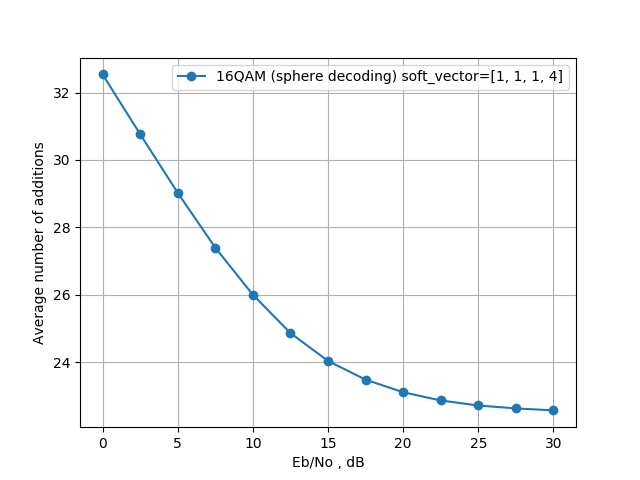 16QAM (sphere decoding) soft_vector=[1, 1, 1, 4]
32
30
28
26
24
Average number of additions
0 5 10 15 20 25 30
Eb/No , dB